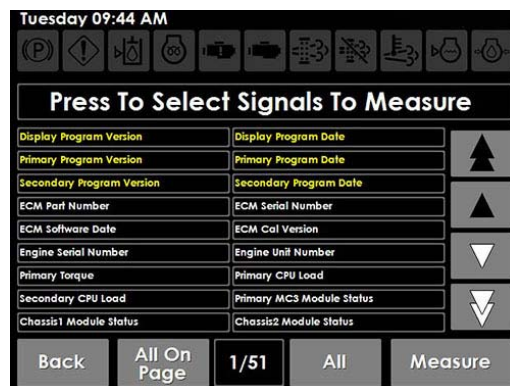 Tuesday 09:44 AM
Press To Select Signals To Measure
Display Program Version
Display Program Date
Primary Program Version
Primary Program Date
Secondary Program Version
Secondary Program Date
ECM Part Number
ECM Serial Number
ECM Software Date
ECM Cal Version
Engine Serial Number
Engine Unit Number
Primary Torque
Primary CPU Load
Secondary CPU Load
Primary MC3 Module Status
Chassis1 Module Status
Chassis2 Module Status
Back
All On
Page
1/51
All
Measure